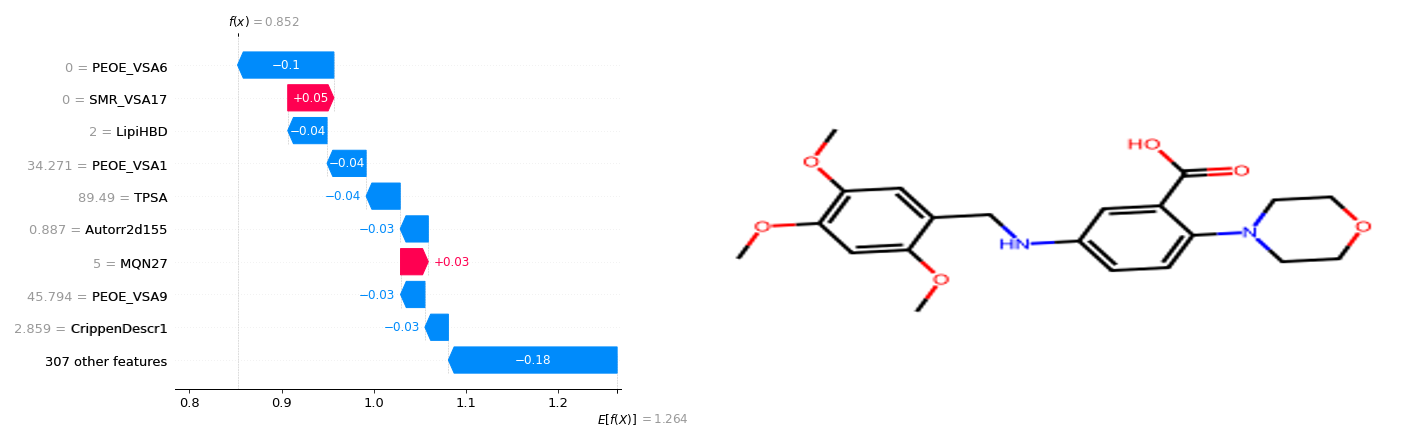 f(x) = 0.852
0 = PEOE_VSA6
−0.1
0 = SMR_VSA17
+0.05
2 = LipiHBD
−0.04
34.271 = PEOE_VSA1
−0.04
89.49 = TPSA
−0.04
0.887 = Autorr2d155
−0.03
5 = MQN27
+0.03
45.794 = PEOE_VSA9
−0.03
2.859 = CrippenDescr1
−0.03
307 other features
−0.18
0.8 0.9 1.0 1.1 1.2
E[f(X)] = 1.264
HO
O
O
O
O
HN
N
O
O